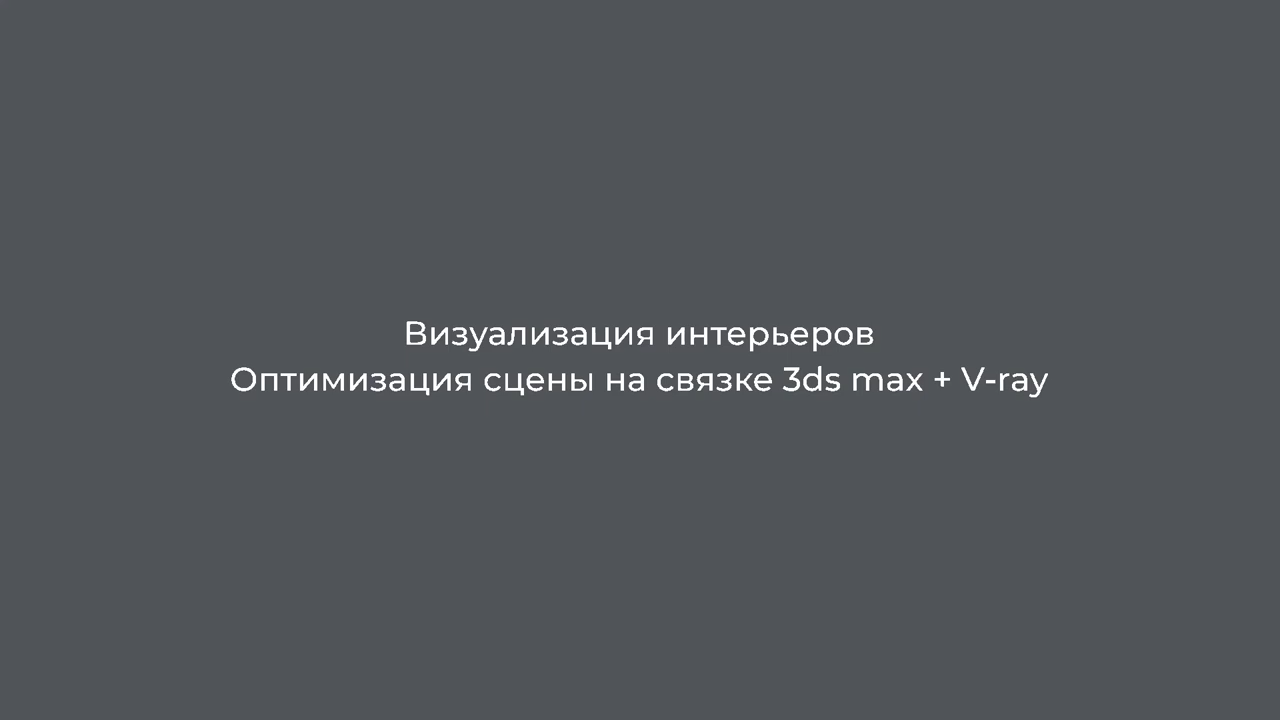 Визуализация интерьеров
Оптимизация сцены на связке 3ds max + V-ray